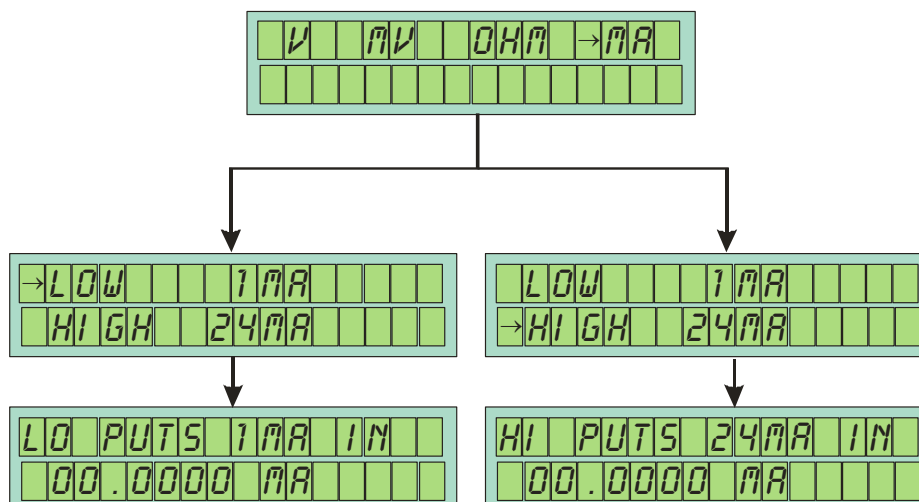 V MV OHM →MA
→LOW 1MA
HIGH 24MA
LOW 1MA
→HIGH 24MA
LO PUTS 1MA IN
00.0000 MA
HI PUTS 24MA IN
00.0000 MA